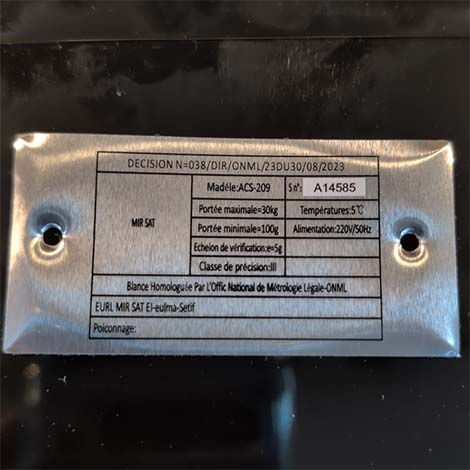 DECISION N=038/DIR/ONML/23DU30/08/2023
MIR SAT
Madéle:ACS-209
S n°: A14585
Portée maximale=30kg
Températures:5℃
Portée minimale=100g
Alimentation:220V/50Hz
Echelon de vérification:e=5g
Classe de précision:III
Blance Homologuée Par L'Offic National de Métrologie Légale-ONML
EURL MIR SAT El-eulma-Setif
Poiconnage: